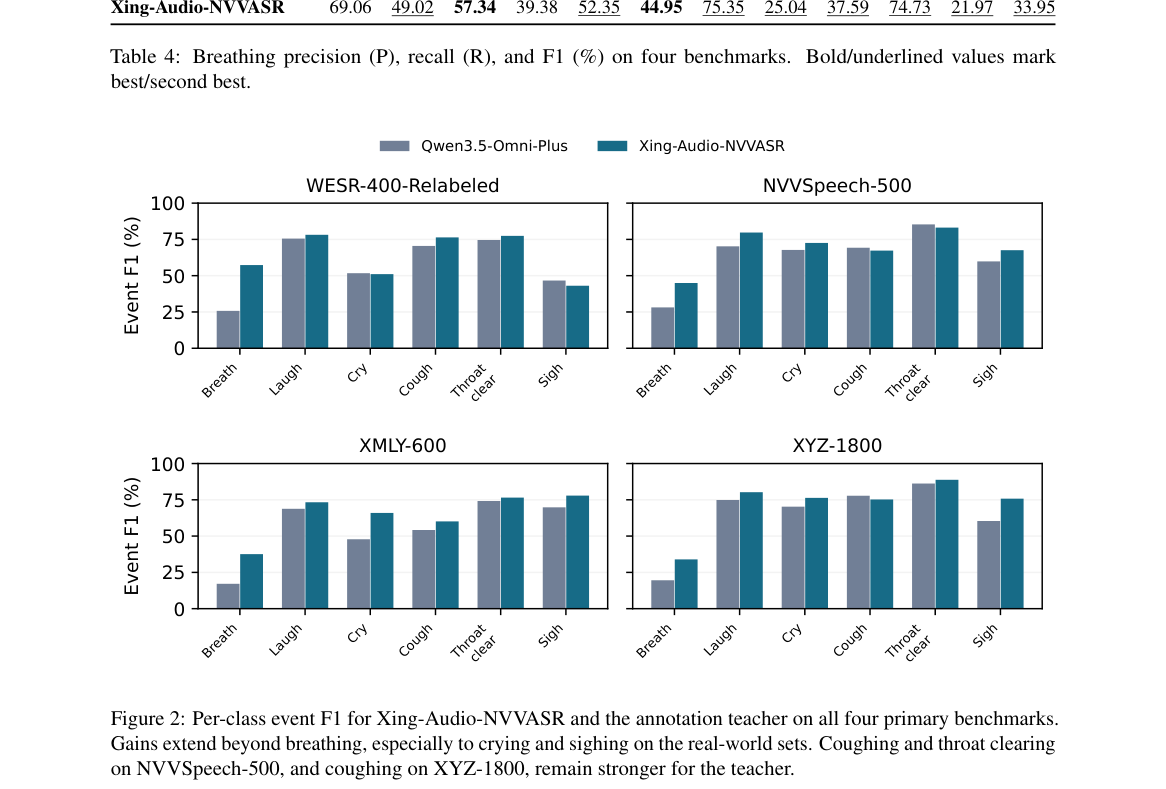 Xing-Audio-NVVASR 69.06 49.02 57.34 39.38 52.35 44.95 75.35 25.04 37.59 74.73 21.97 33.95
Table 4: Breathing precision (P), recall (R), and F1 (%) on four benchmarks. Bold/underlined values mark
best/second best.
Qwen3.5-Omni-Plus Xing-Audio-NVVASR
WESR-400-Relabeled NVVSpeech-500
Event F1 (%)
100
75
50
25
0
Breath Laugh Cry Cough Throat clear Sigh
Breath Laugh Cry Cough Throat clear Sigh
XMLY-600 XYZ-1800
Event F1 (%)
100
75
50
25
0
Breath Laugh Cry Cough Throat clear Sigh
Breath Laugh Cry Cough Throat clear Sigh
Figure 2: Per-class event F1 for Xing-Audio-NVVASR and the annotation teacher on all four primary benchmarks.
Gains extend beyond breathing, especially to crying and sighing on the real-world sets. Coughing and throat clearing
on NVVSpeech-500, and coughing on XYZ-1800, remain stronger for the teacher.